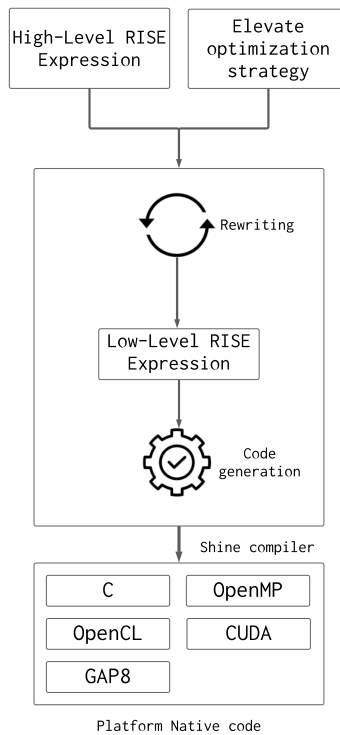 High-Level RISE
Expression
Elevate
optimization
strategy
Rewriting
Low-Level RISE
Expression
Code
generation
Shine compiler
C
OpenMP
OpenCL
CUDA
GAP8
Platform Native code